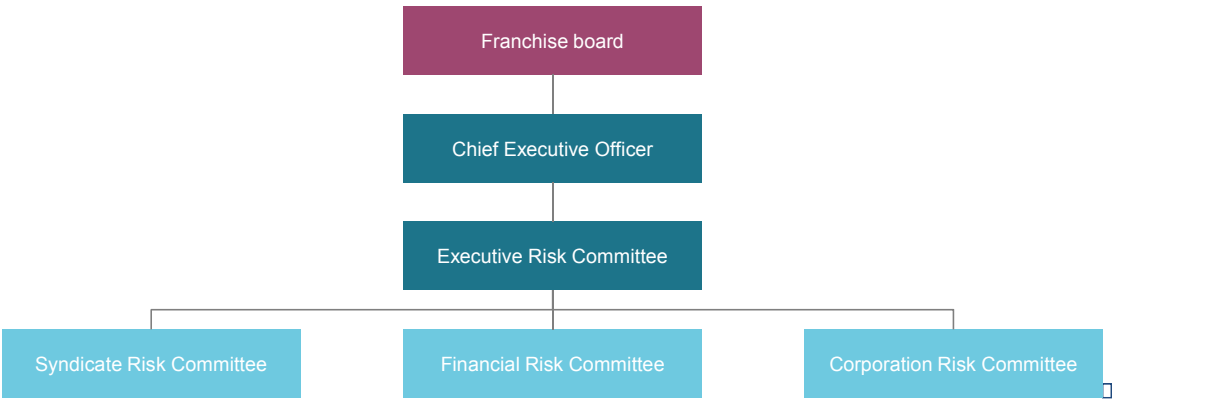 Franchise board
Chief Executive Officer
Executive Risk Committee
Syndicate Risk Committee
Financial Risk Committee
Corporation Risk Committee